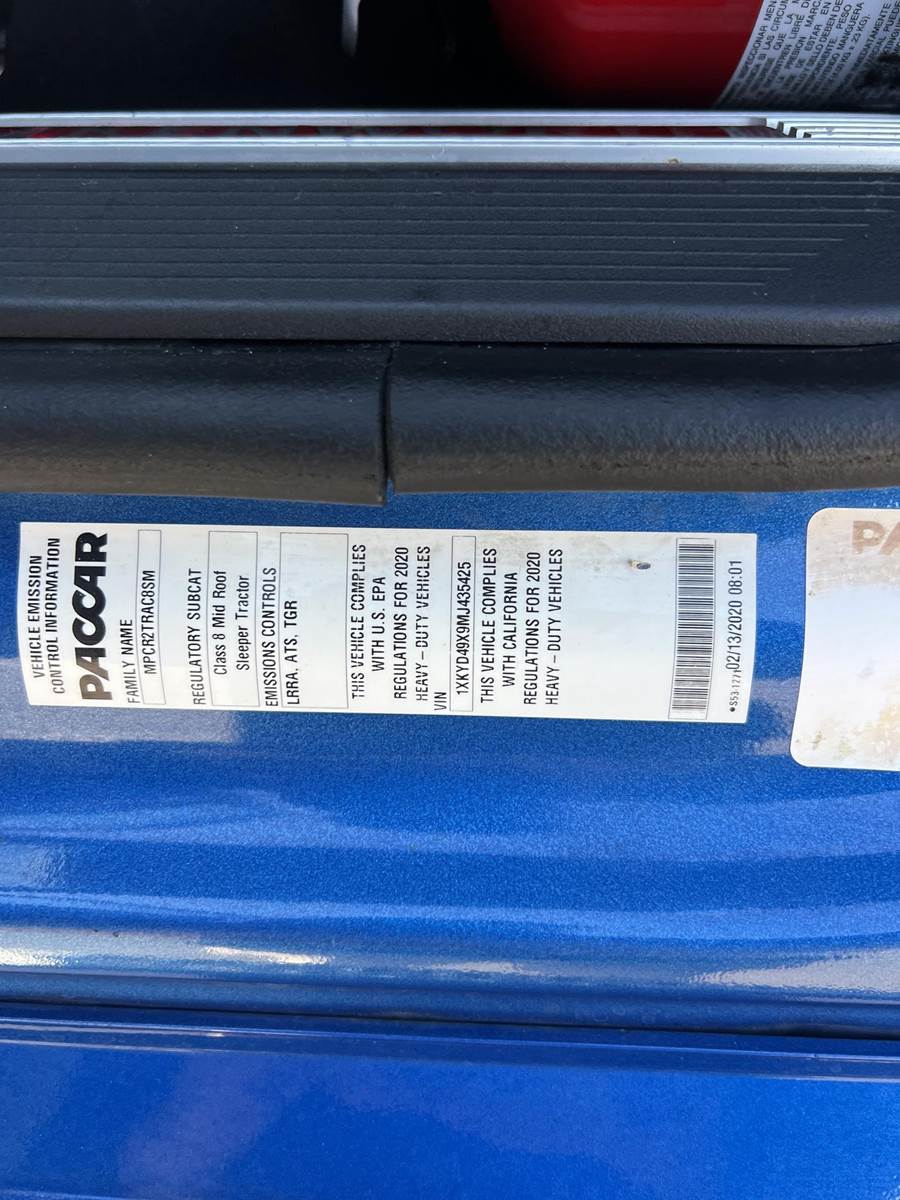 VEHICLE EMISSION
CONTROL INFORMATION
PACCAR
FAMILY NAME
MPCR2TRAC8SM
REGULATORY SUBCAT
Class 8 Mid Roof
Sleeper Tractor
EMISSIONS CONTROLS
LRRA, ATS, TGR
THIS VEHICLE COMPLIES
WITH U.S. EPA
REGULATIONS FOR 2020
HEAVY – DUTY VEHICLES
VIN
1XKYD49X9MJ435425
THIS VEHICLE COMPLIES
WITH CALIFORNIA
REGULATIONS FOR 2020
HEAVY – DUTY VEHICLES
02/13/2020 08:01
PA